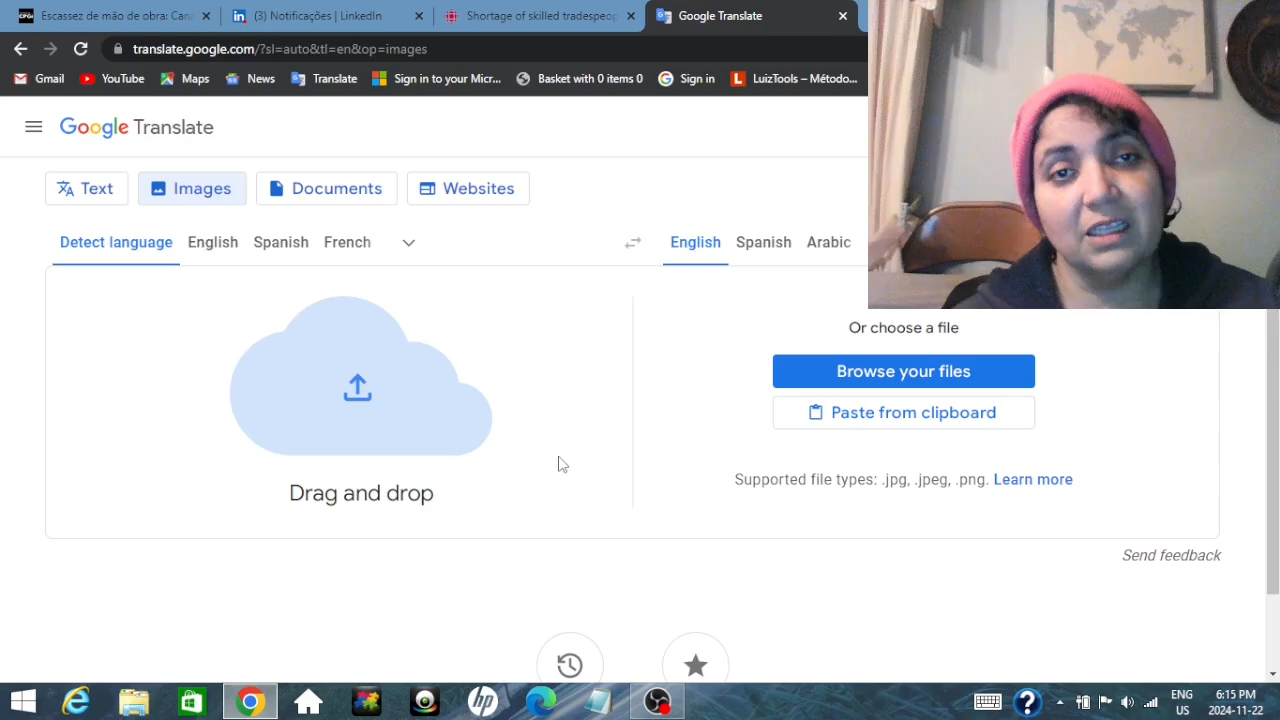 Escassez de mão de obra: Cana
(3) Notificações | LinkedIn
Shortage of skilled tradespeop
Google Translate
translate.google.com/?sl=auto&tl=en&op=images
Gmail YouTube Maps News Translate Sign in to your Mic... Basket with 0 items 0 Sign in LuizTools – Método...
Google Translate
Text Images Documents Websites
Detect language English Spanish French
English Spanish Arabic
Drag and drop
Or choose a file
Browse your files
Paste from clipboard
Supported file types: .jpg, .jpeg, .png. Learn more
Send feedback
ENG
US
6:15 PM
2024-11-22